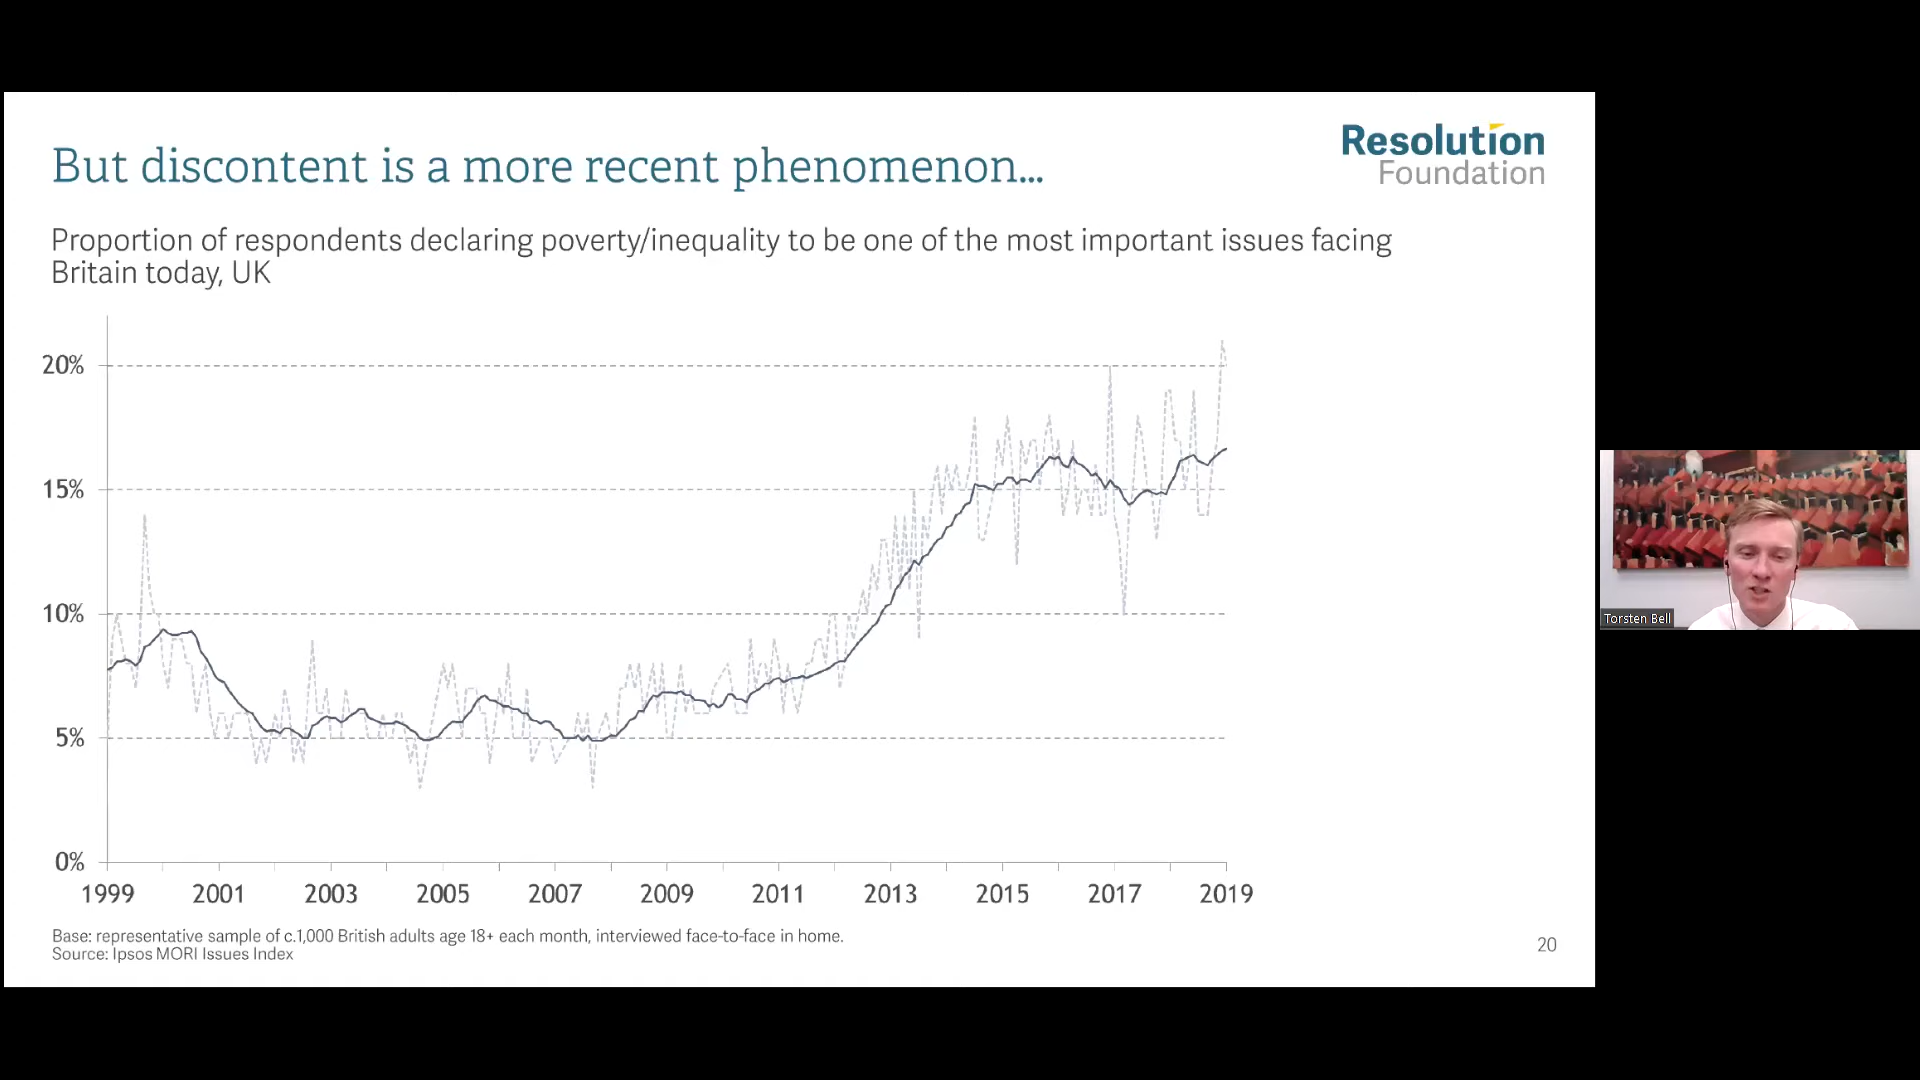 But discontent is a more recent phenomenon...
Resolution
Foundation
Proportion of respondents declaring poverty/inequality to be one of the most important issues facing
Britain today, UK
20%
15%
10%
5%
0%
1999 2001 2003 2005 2007 2009 2011 2013 2015 2017 2019
Base: representative sample of c.1,000 British adults age 18+ each month, interviewed face-to-face in home.
Source: Ipsos MORI Issues Index
20
Torsten Bell